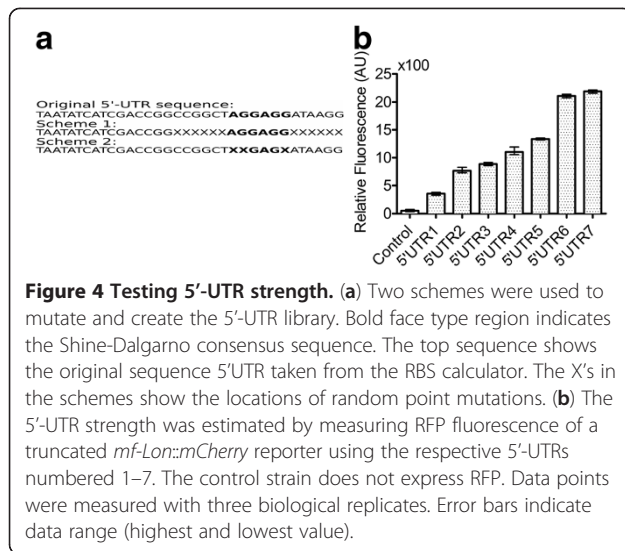 a
Original 5'-UTR sequence:
TAATATCATCGACCGGCCGGCTAGGAGGATAAGG
Scheme 1:
TAATATCATCGACCGGXXXXXXAGGAGGXXXXXX
Scheme 2:
TAATATCATCGACCGGCCGGCTXXGAGXATAAGG
b
x100
Relative Fluorescence (AU)
25
20
15
10
5
0
Control
5'UTR1
5'UTR2
5'UTR3
5'UTR4
5'UTR5
5'UTR6
5'UTR7
Figure 4 Testing 5′-UTR strength. (a) Two schemes were used to
mutate and create the 5′-UTR library. Bold face type region indicates
the Shine-Dalgarno consensus sequence. The top sequence shows
the original sequence 5′UTR taken from the RBS calculator. The X's in
the schemes show the locations of random point mutations. (b) The
5′-UTR strength was estimated by measuring RFP fluorescence of a
truncated mf-Lon::mCherry reporter using the respective 5′-UTRs
numbered 1–7. The control strain does not express RFP. Data points
were measured with three biological replicates. Error bars indicate
data range (highest and lowest value).